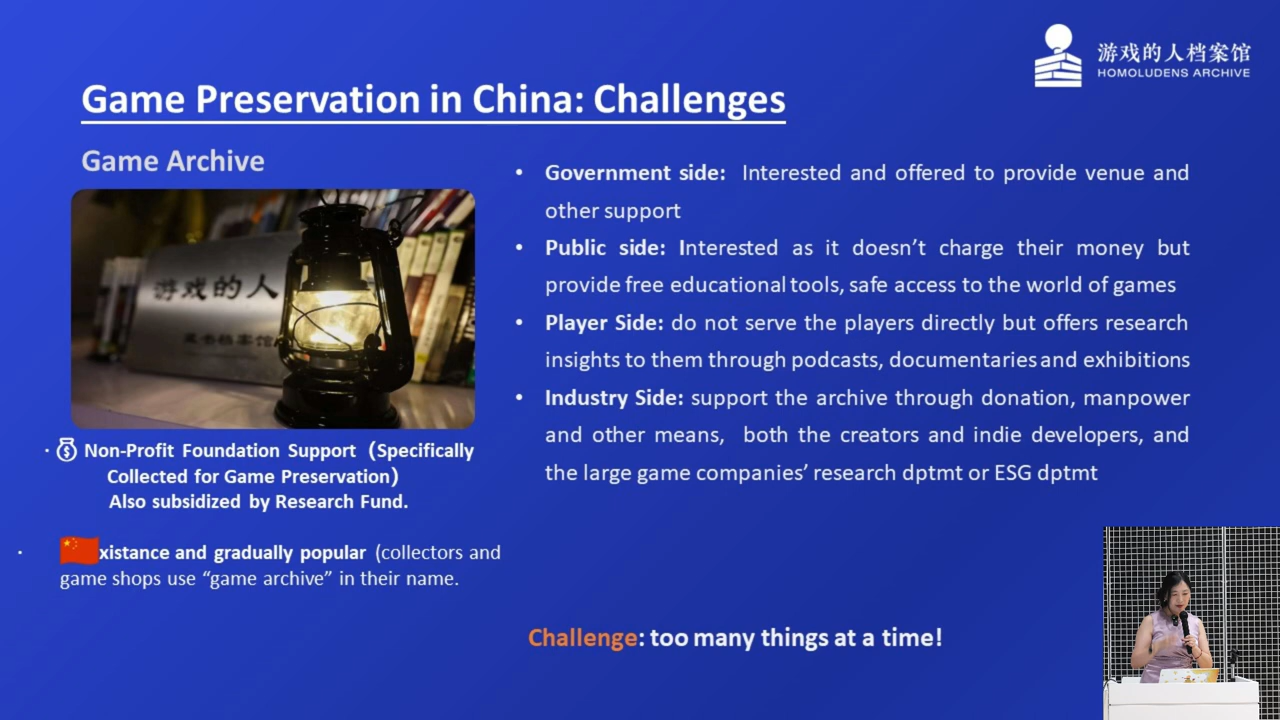 游戏的人档案馆
HOMOLUDENS ARCHIVE
Game Preservation in China: Challenges
Game Archive
游戏的人
档案馆
· Non-Profit Foundation Support (Specifically
Collected for Game Preservation)
Also subsidized by Research Fund.
· xistance and gradually popular (collectors and
game shops use “game archive” in their name.
• Government side: Interested and offered to provide venue and
other support
• Public side: Interested as it doesn’t charge their money but
provide free educational tools, safe access to the world of games
• Player Side: do not serve the players directly but offers research
insights to them through podcasts, documentaries and exhibitions
• Industry Side: support the archive through donation, manpower
and other means, both the creators and indie developers, and
the large game companies’ research dptmt or ESG dptmt
Challenge: too many things at a time!